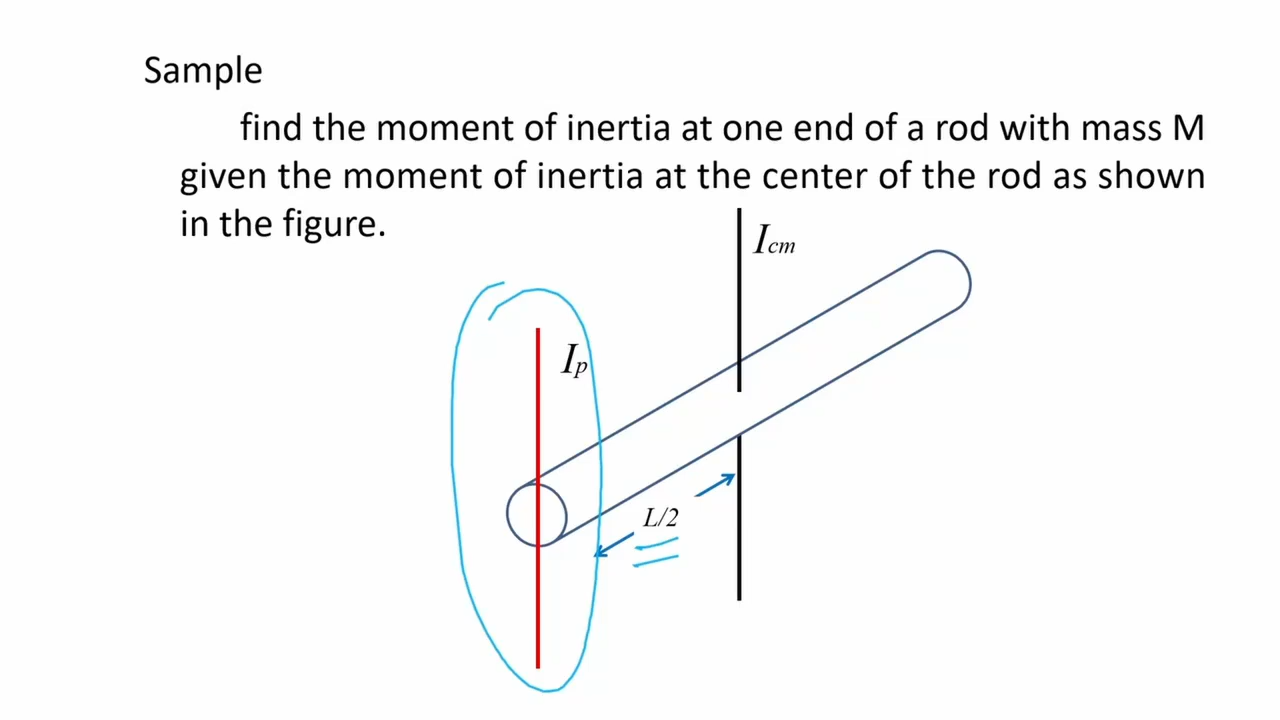 Sample
find the moment of inertia at one end of a rod with mass M
given the moment of inertia at the center of the rod as shown
in the figure.
Icm
Ip
L/2